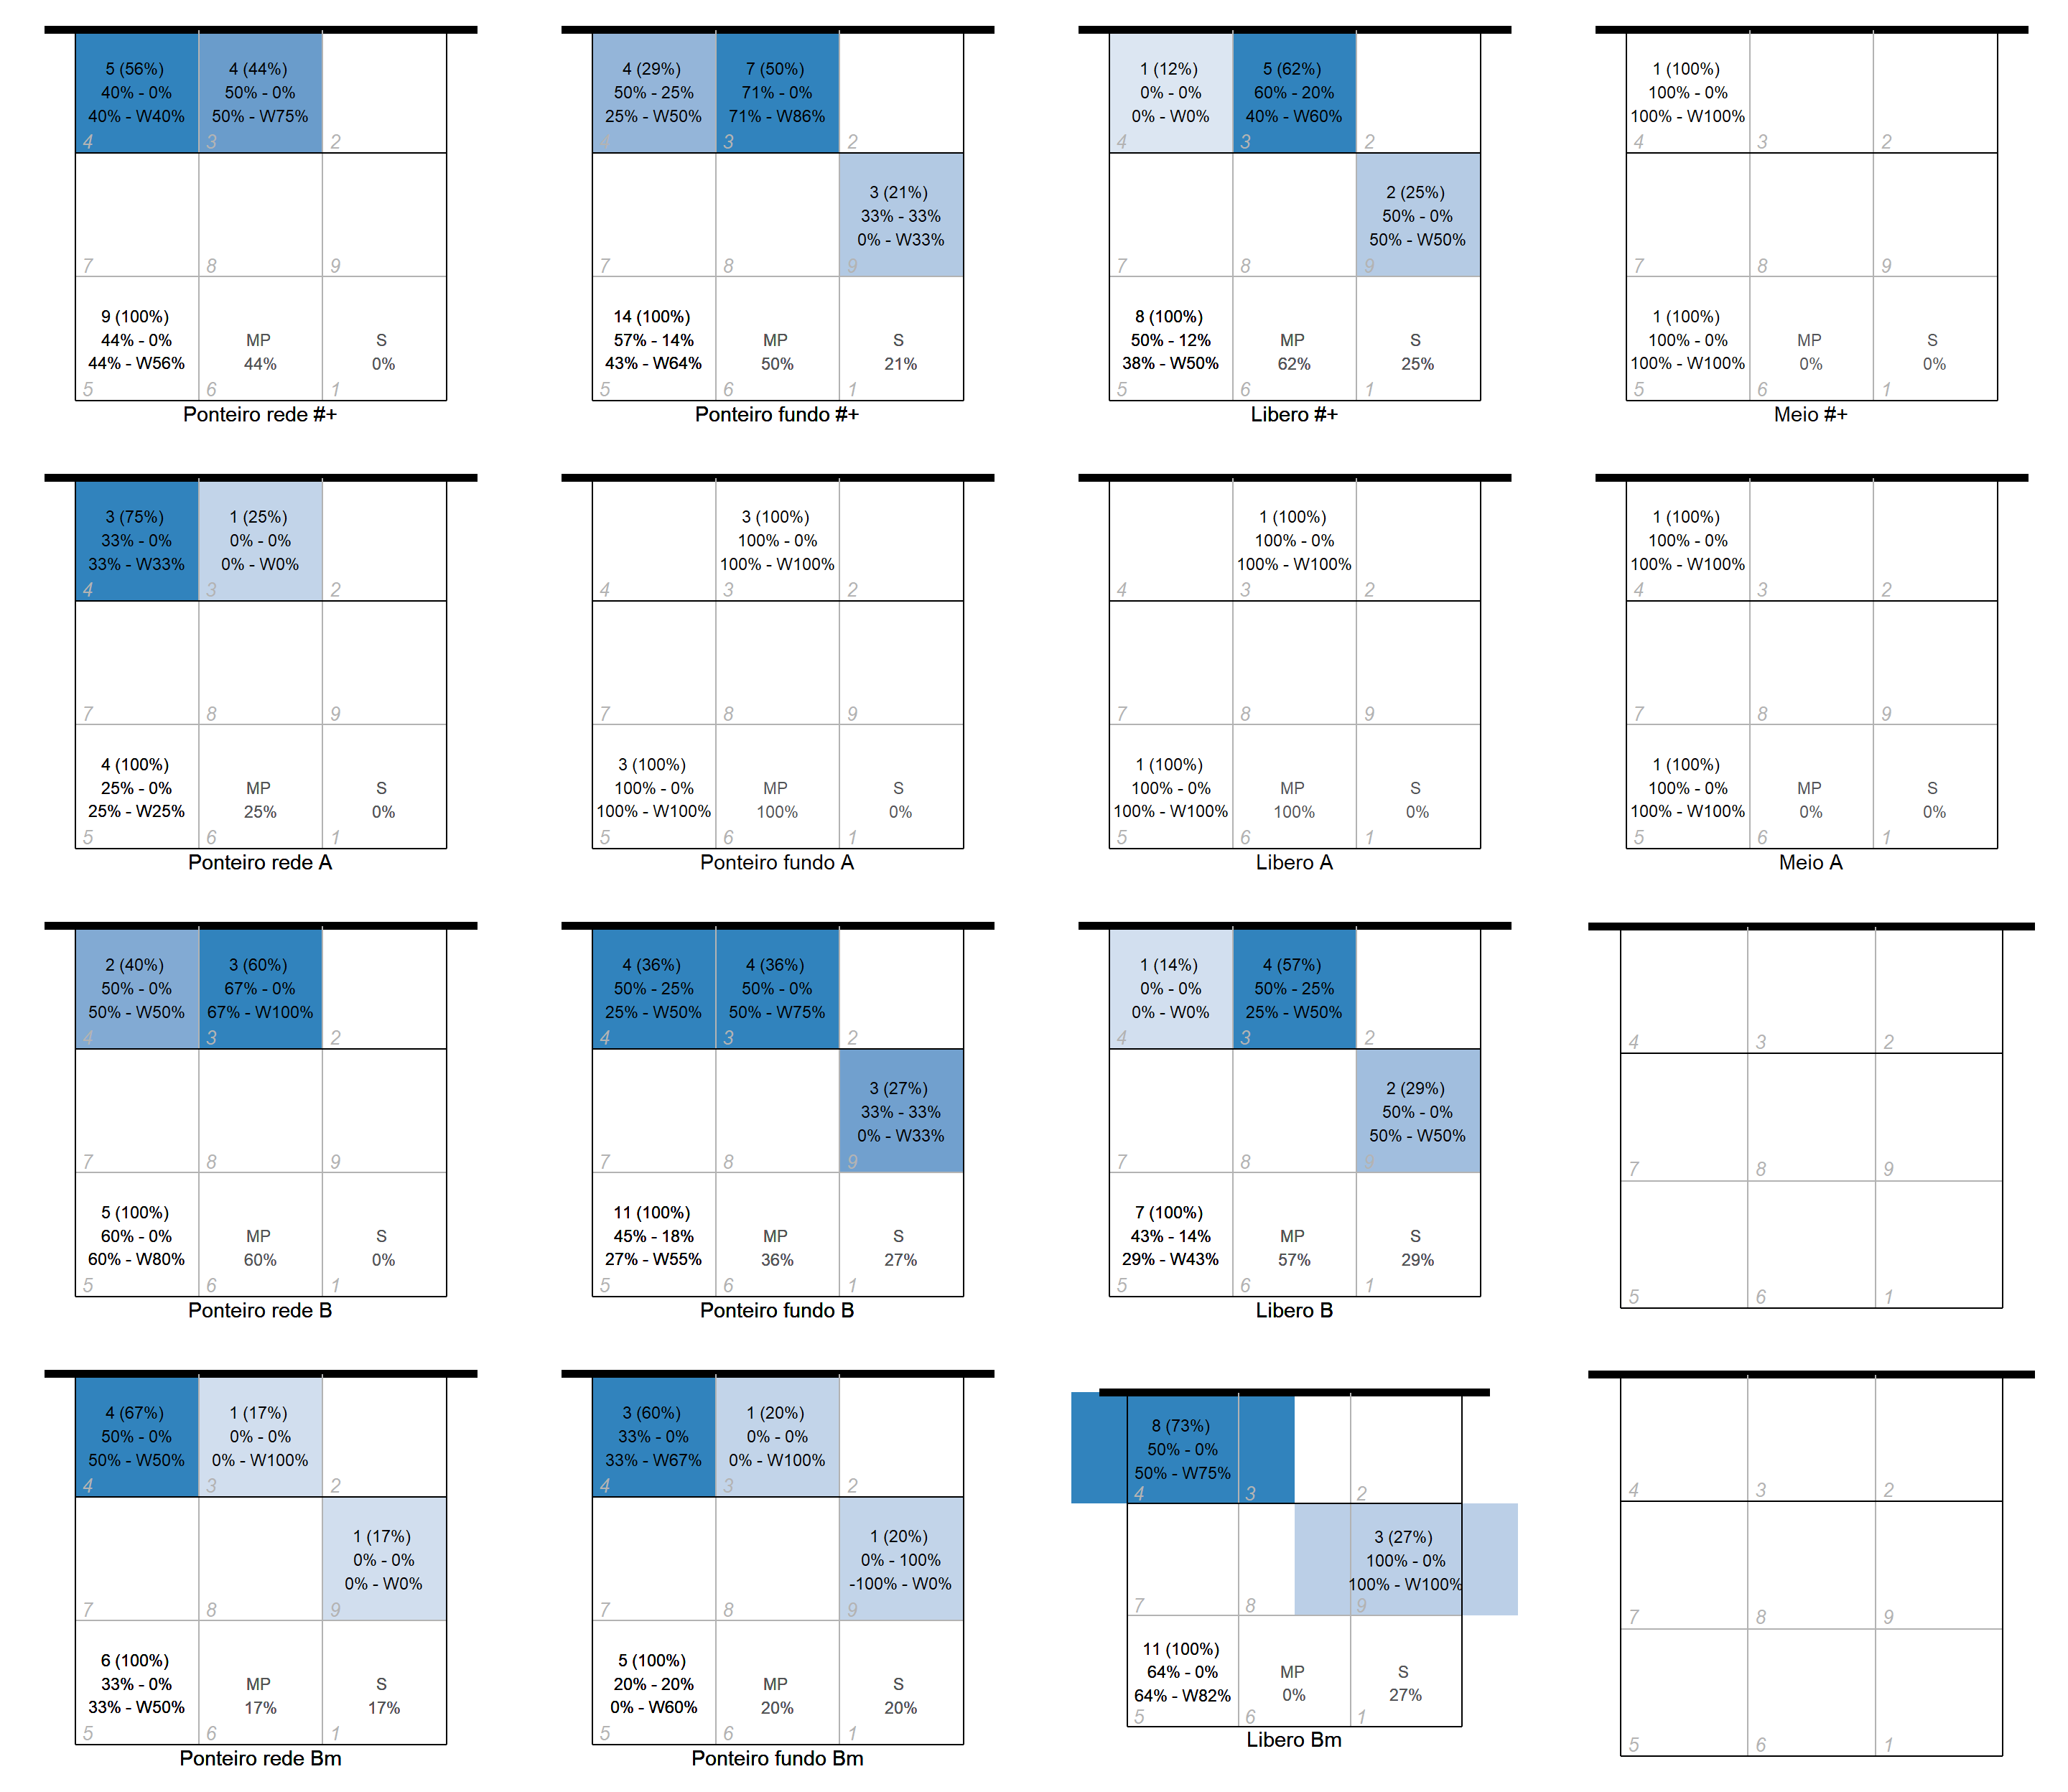 5 (56%)
40% - 0%
40% - W40%
4
4 (44%)
50% - 0%
50% - W75%
3
2
7
8
9
9 (100%)
44% - 0%
44% - W56%
5
MP
44%
6
S
0%
1
Ponteiro rede #+
4 (29%)
50% - 25%
25% - W50%
4
7 (50%)
71% - 0%
71% - W86%
3
2
7
8
3 (21%)
33% - 33%
0% - W33%
9
14 (100%)
57% - 14%
43% - W64%
5
MP
50%
6
S
21%
1
Ponteiro fundo #+
1 (12%)
0% - 0%
0% - W0%
4
5 (62%)
60% - 20%
40% - W60%
3
2
7
8
2 (25%)
50% - 0%
50% - W50%
9
8 (100%)
50% - 12%
38% - W50%
5
MP
62%
6
S
25%
1
Libero #+
1 (100%)
100% - 0%
100% - W100%
4
3
2
7
8
9
1 (100%)
100% - 0%
100% - W100%
5
MP
0%
6
S
0%
1
Meio #+
3 (75%)
33% - 0%
33% - W33%
4
1 (25%)
0% - 0%
0% - W0%
3
2
7
8
9
4 (100%)
25% - 0%
25% - W25%
5
MP
25%
6
S
0%
1
Ponteiro rede A
4
3 (100%)
100% - 0%
100% - W100%
3
2
7
8
9
3 (100%)
100% - 0%
100% - W100%
5
MP
100%
6
S
0%
1
Ponteiro fundo A
4
1 (100%)
100% - 0%
100% - W100%
3
2
7
8
9
1 (100%)
100% - 0%
100% - W100%
5
MP
100%
6
S
0%
1
Libero A
1 (100%)
100% - 0%
100% - W100%
4
3
2
7
8
9
1 (100%)
100% - 0%
100% - W100%
5
MP
0%
6
S
0%
1
Meio A
2 (40%)
50% - 0%
50% - W50%
4
3 (60%)
67% - 0%
67% - W100%
3
2
7
8
9
5 (100%)
60% - 0%
60% - W80%
5
MP
60%
6
S
0%
1
Ponteiro rede B
4 (36%)
50% - 25%
25% - W50%
4
4 (36%)
50% - 0%
50% - W75%
3
2
7
8
3 (27%)
33% - 33%
0% - W33%
9
11 (100%)
45% - 18%
27% - W55%
5
MP
36%
6
S
27%
1
Ponteiro fundo B
1 (14%)
0% - 0%
0% - W0%
4
4 (57%)
50% - 25%
25% - W50%
3
2
7
8
2 (29%)
50% - 0%
50% - W50%
9
7 (100%)
43% - 14%
29% - W43%
5
MP
57%
6
S
29%
1
Libero B
4
3
2
7
8
9
5
6
1
4 (67%)
50% - 0%
50% - W50%
4
1 (17%)
0% - 0%
0% - W100%
3
2
7
8
1 (17%)
0% - 0%
0% - W0%
9
6 (100%)
33% - 0%
33% - W50%
5
MP
17%
6
S
17%
1
Ponteiro rede Bm
3 (60%)
33% - 0%
33% - W67%
4
1 (20%)
0% - 0%
0% - W100%
3
2
7
8
1 (20%)
0% - 100%
-100% - W0%
9
5 (100%)
20% - 20%
0% - W60%
5
MP
20%
6
S
20%
1
Ponteiro fundo Bm
8 (73%)
50% - 0%
50% - W75%
4
3
2
7
8
3 (27%)
100% - 0%
100% - W100%
9
11 (100%)
64% - 0%
64% - W82%
5
MP
0%
6
S
27%
1
Libero Bm
4
3
2
7
8
9
5
6
1